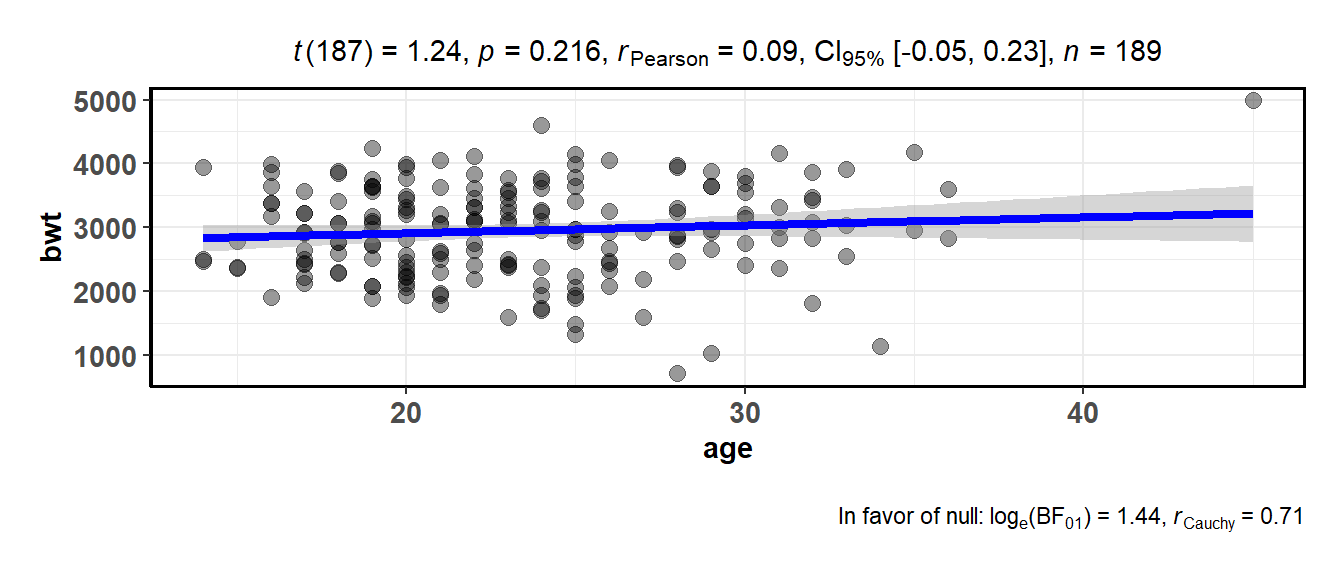 t(187) = 1.24, p = 0.216, rPearson = 0.09, CI95% [-0.05, 0.23], n = 189
5000
4000
3000
2000
1000
bwt
20 30 40
age
In favor of null: loge(BF01) = 1.44, rCauchy = 0.71